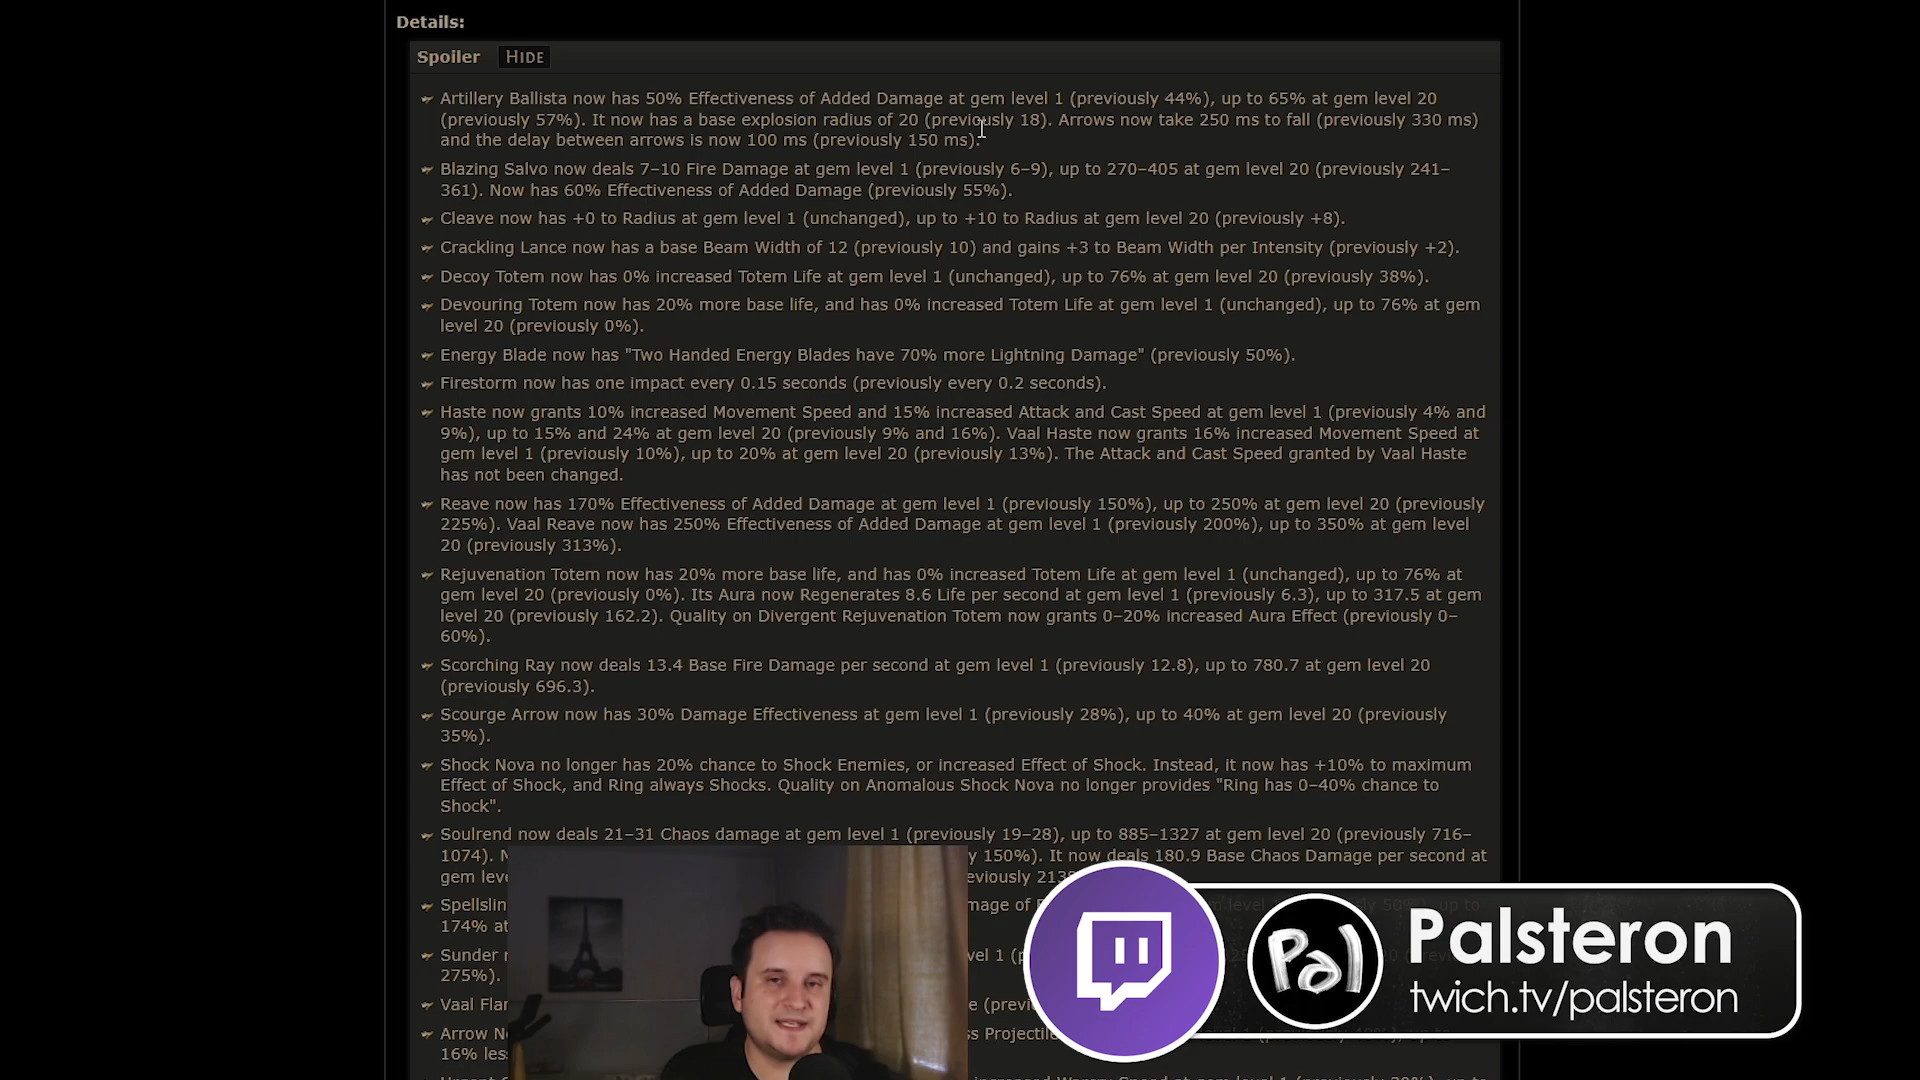 Details:
Spoiler HIDE
Artillery Ballista now has 50% Effectiveness of Added Damage at gem level 1 (previously 44%), up to 65% at gem level 20
(previously 57%). It now has a base explosion radius of 20 (previously 18). Arrows now take 250 ms to fall (previously 330 ms)
and the delay between arrows is now 100 ms (previously 150 ms).
Blazing Salvo now deals 7–10 Fire Damage at gem level 1 (previously 6–9), up to 270–405 at gem level 20 (previously 241–
361). Now has 60% Effectiveness of Added Damage (previously 55%).
Cleave now has +0 to Radius at gem level 1 (unchanged), up to +10 to Radius at gem level 20 (previously +8).
Crackling Lance now has a base Beam Width of 12 (previously 10) and gains +3 to Beam Width per Intensity (previously +2).
Decoy Totem now has 0% increased Totem Life at gem level 1 (unchanged), up to 76% at gem level 20 (previously 38%).
Devouring Totem now has 20% more base life, and has 0% increased Totem Life at gem level 1 (unchanged), up to 76% at gem
level 20 (previously 0%).
Energy Blade now has "Two Handed Energy Blades have 70% more Lightning Damage" (previously 50%).
Firestorm now has one impact every 0.15 seconds (previously every 0.2 seconds).
Haste now grants 10% increased Movement Speed and 15% increased Attack and Cast Speed at gem level 1 (previously 4% and
9%), up to 15% and 24% at gem level 20 (previously 9% and 16%). Vaal Haste now grants 16% increased Movement Speed at
gem level 1 (previously 10%), up to 20% at gem level 20 (previously 13%). The Attack and Cast Speed granted by Vaal Haste
has not been changed.
Reave now has 170% Effectiveness of Added Damage at gem level 1 (previously 150%), up to 250% at gem level 20 (previously
225%). Vaal Reave now has 250% Effectiveness of Added Damage at gem level 1 (previously 200%), up to 350% at gem level
20 (previously 313%).
Rejuvenation Totem now has 20% more base life, and has 0% increased Totem Life at gem level 1 (unchanged), up to 76% at
gem level 20 (previously 0%). Its Aura now Regenerates 8.6 Life per second at gem level 1 (previously 6.3), up to 317.5 at gem
level 20 (previously 162.2). Quality on Divergent Rejuvenation Totem now grants 0–20% increased Aura Effect (previously 0–
60%).
Scorching Ray now deals 13.4 Base Fire Damage per second at gem level 1 (previously 12.8), up to 780.7 at gem level 20
(previously 696.3).
Scourge Arrow now has 30% Damage Effectiveness at gem level 1 (previously 28%), up to 40% at gem level 20 (previously
35%).
Shock Nova no longer has 20% chance to Shock Enemies, or increased Effect of Shock. Instead, it now has +10% to maximum
Effect of Shock, and Ring always Shocks. Quality on Anomalous Shock Nova no longer provides "Ring has 0–40% chance to
Shock".
Soulrend now deals 21–31 Chaos damage at gem level 1 (previously 19–28), up to 885–1327 at gem level 20 (previously 716–
1074). 150%). It now deals 180.9 Base Chaos Damage per second at
gem
174% at
Sunder
275%).
Vaal
Arrow
16%
Pal
Palsteron
twich.tv/palsteron